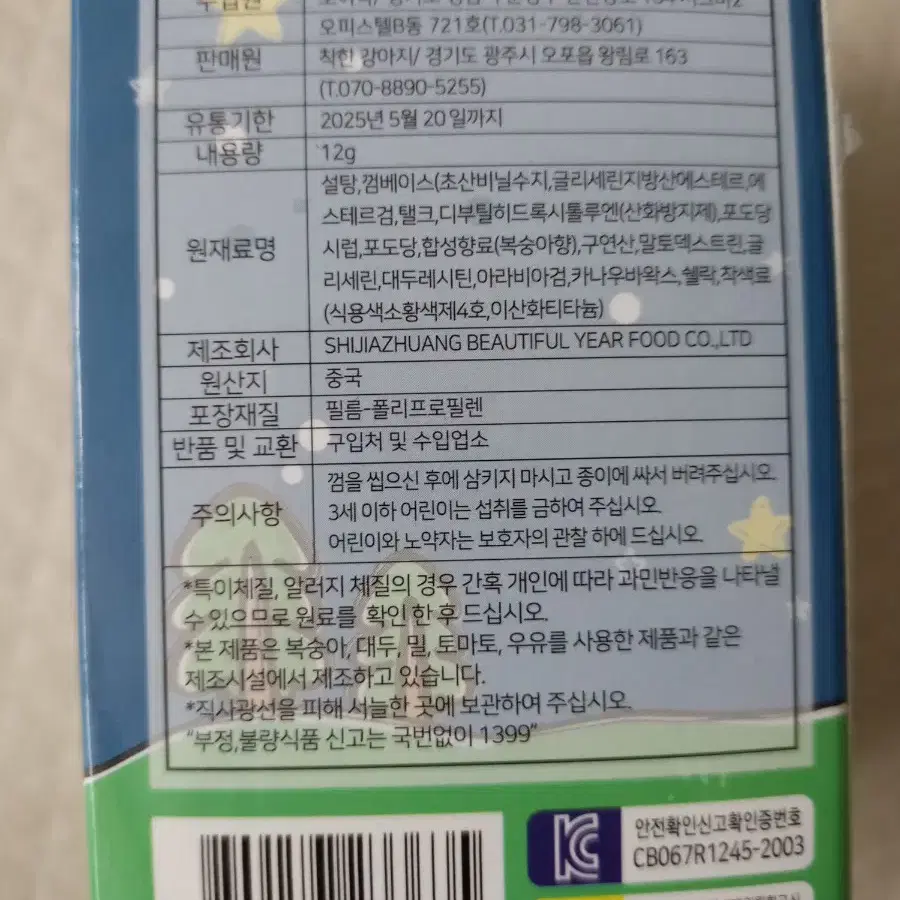 수입원
오피스텔B동 721호(T.031-798-3061)
판매원 착한 강아지/ 경기도 광주시 오포읍 왕림로 163
(T.070-8890-5255)
유통기한 2025년 5월 20일까지
내용량 12g
설탕,껌베이스(초산비닐수지,글리세린지방산에스테르,에
스테르검,탤크,디부틸히드록시톨루엔(산화방지제),포도당
원재료명 시럽,포도당,합성향료(복숭아향),구연산,말토덱스트린,글
리세린,대두레시틴,아라비아검,카나우바왁스,쉘락,착색료
(식용색소황색제4호,이산화티타늄)
제조회사 SHIJIAZHUANG BEAUTIFUL YEAR FOOD CO.,LTD
원산지 중국
포장재질 필름-폴리프로필렌
반품 및 교환 구입처 및 수입업소
껌을 씹으신 후에 삼키지 마시고 종이에 싸서 버려주십시오.
주의사항 3세 이하 어린이는 섭취를 금하여 주십시오.
어린이와 노약자는 보호자의 관찰 하에 드십시오.
*특이체질, 알러지 체질의 경우 간혹 개인에 따라 과민반응을 나타낼
수 있으므로 원료를 확인 한 후 드십시오.
*본 제품은 복숭아, 대두, 밀, 토마토, 우유를 사용한 제품과 같은
제조시설에서 제조하고 있습니다.
*직사광선을 피해 서늘한 곳에 보관하여 주십시오.
"부정,불량식품 신고는 국번없이 1399"
안전확인신고확인증번호
CB067R1245-2003